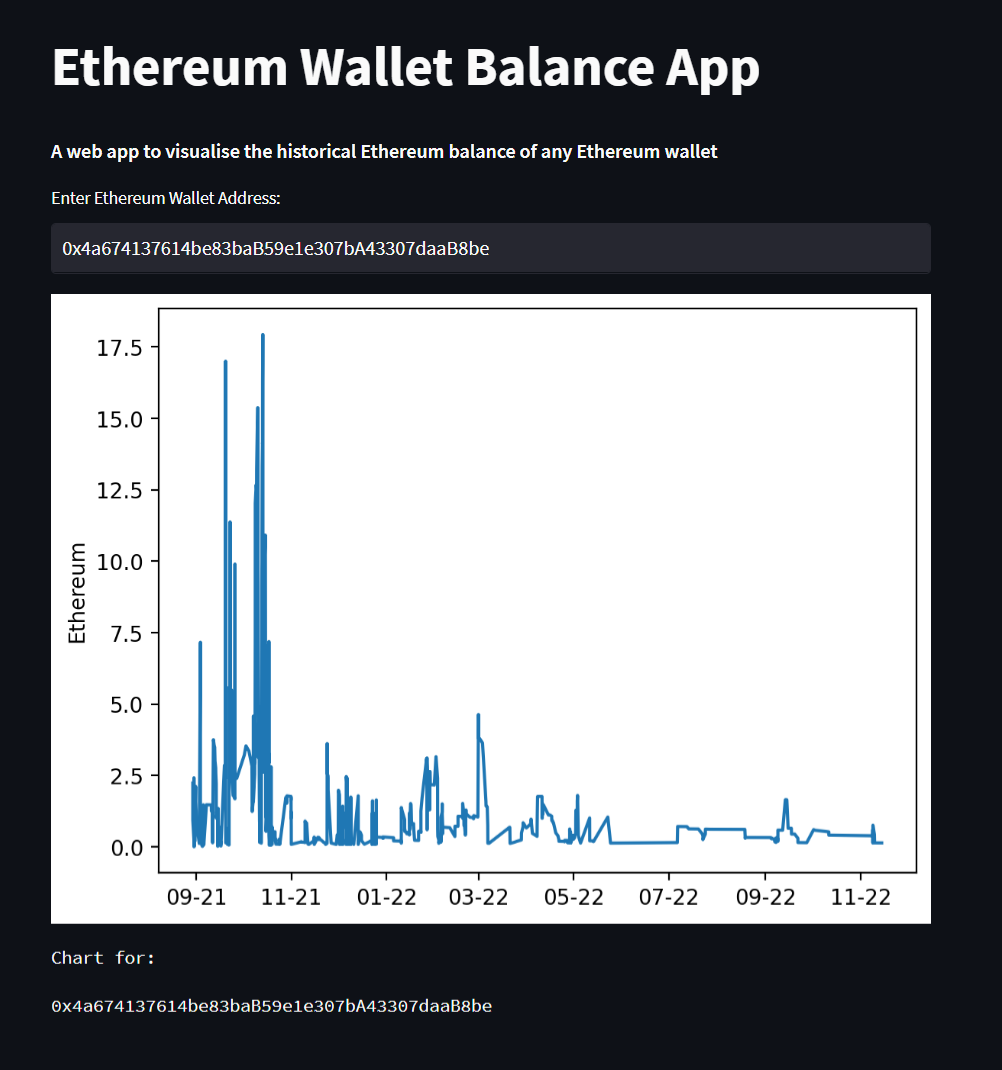 Ethereum Wallet Balance App
A web app to visualise the historical Ethereum balance of any Ethereum wallet
Enter Ethereum Wallet Address:
0x4a674137614be83baB59e1e307bA43307daaB8be
17.5
15.0
12.5
10.0
7.5
5.0
2.5
0.0
Ethereum
09-21 11-21 01-22 03-22 05-22 07-22 09-22 11-22
Chart for:
0x4a674137614be83baB59e1e307bA43307daaB8be